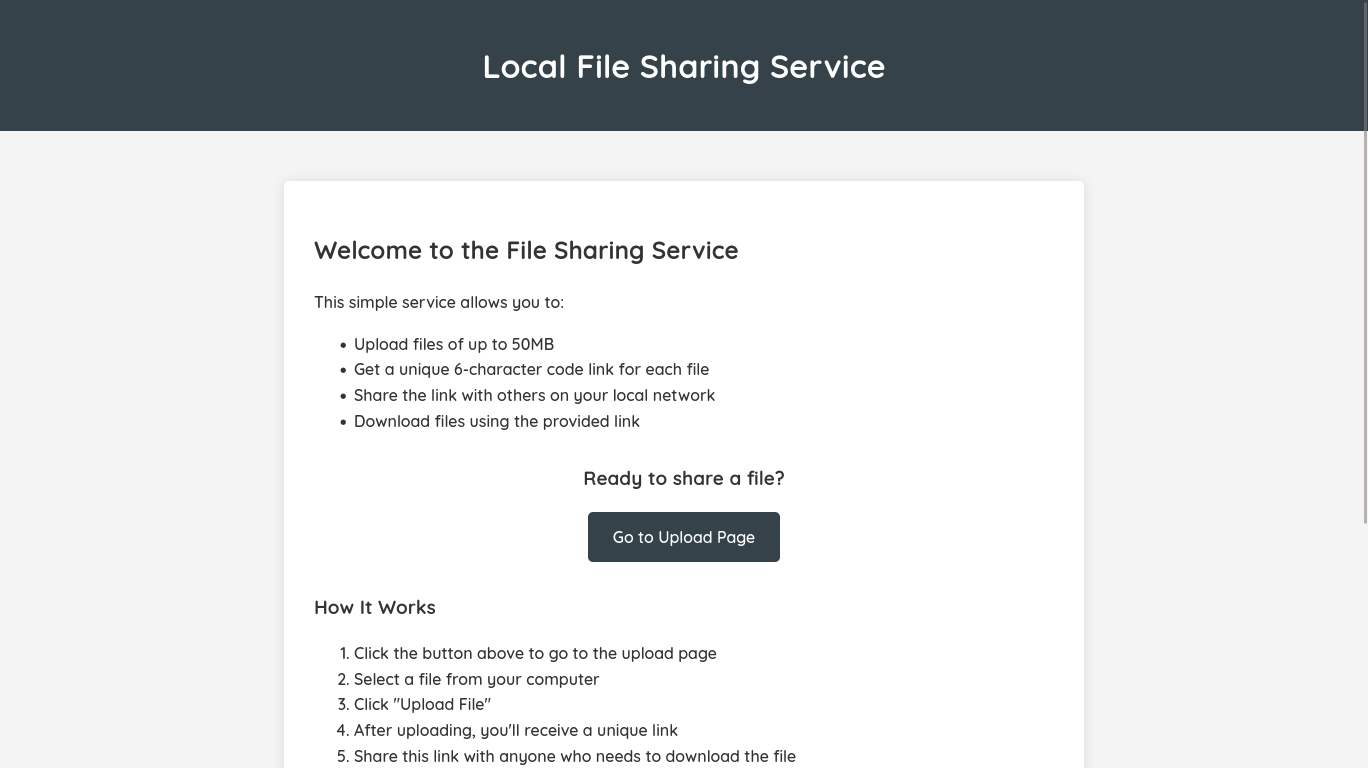 Local File Sharing Service
Welcome to the File Sharing Service
This simple service allows you to:
• Upload files of up to 50MB
• Get a unique 6-character code link for each file
• Share the link with others on your local network
• Download files using the provided link
Ready to share a file?
Go to Upload Page
How It Works
1. Click the button above to go to the upload page
2. Select a file from your computer
3. Click "Upload File"
4. After uploading, you'll receive a unique link
5. Share this link with anyone who needs to download the file